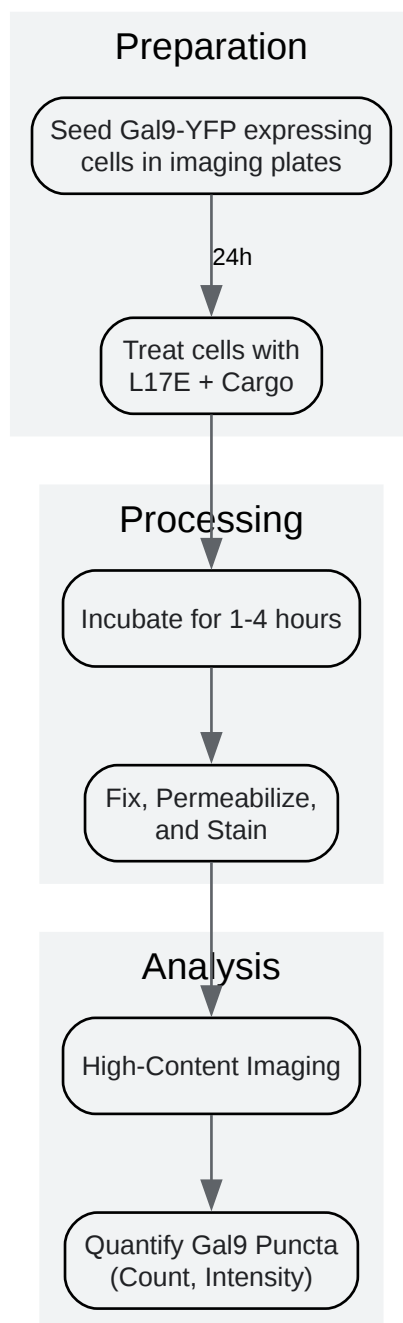 Preparation
Seed Gal9-YFP expressing
cells in imaging plates
24h
Treat cells with
L17E + Cargo
Processing
Incubate for 1-4 hours
Fix, Permeabilize,
and Stain
Analysis
High-Content Imaging
Quantify Gal9 Puncta
(Count, Intensity)